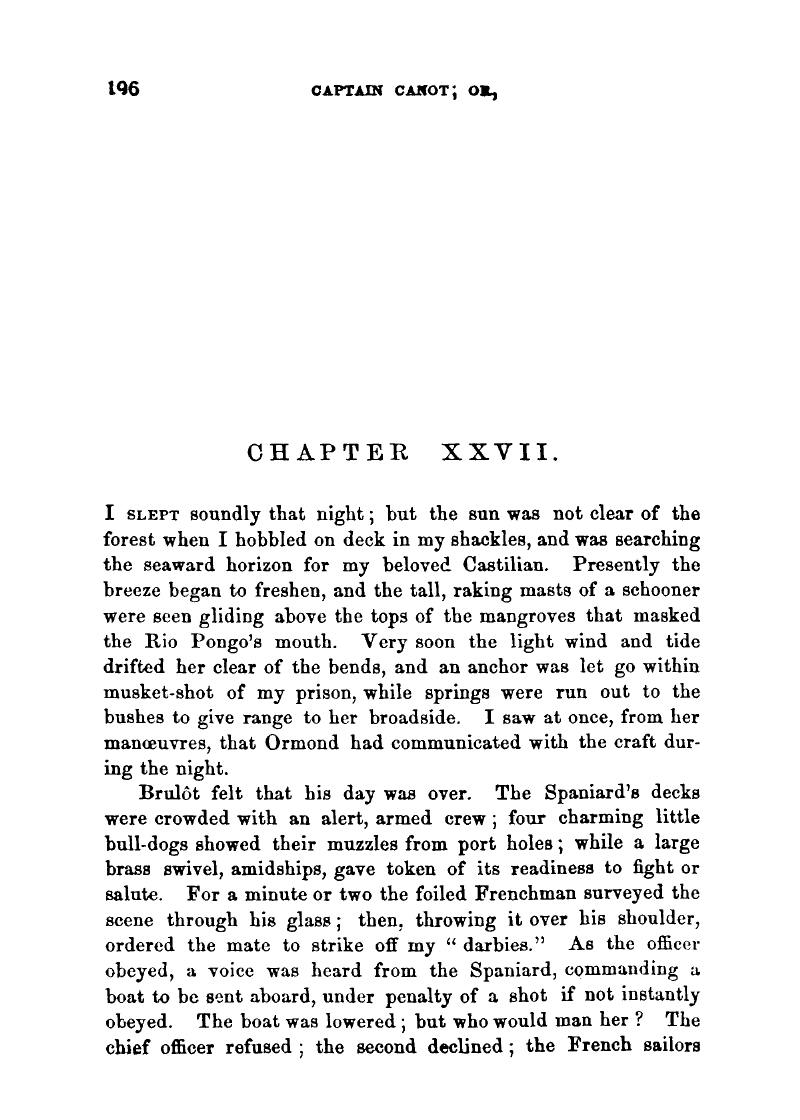 196 CAPTAIN CANOT; OR,
CHAPTER XXVII.
I SLEPT soundly that night; but the sun was not clear of the
forest when I hobbled on deck in my shackles, and was searching
the seaward horizon for my beloved Castilian. Presently the
breeze began to freshen, and the tall, raking masts of a schooner
were seen gliding above the tops of the mangroves that masked
the Rio Pongo's mouth. Very soon the light wind and tide
drifted her clear of the bends, and an anchor was let go within
musket-shot of my prison, while springs were run out to the
bushes to give range to her broadside. I saw at once, from her
manœuvres, that Ormond had communicated with the craft dur-
ing the night.
Brulôt felt that his day was over. The Spaniard's decks
were crowded with an alert, armed crew; four charming little
bull-dogs showed their muzzles from port holes; while a large
brass swivel, amidships, gave token of its readiness to fight or
salute. For a minute or two the foiled Frenchman surveyed the
scene through his glass; then, throwing it over his shoulder,
ordered the mate to strike off my "darbies." As the officer
obeyed, a voice was heard from the Spaniard, commanding a
boat to be sent aboard, under penalty of a shot if not instantly
obeyed. The boat was lowered; but who would man her? The
chief officer refused; the second declined; the French sailors